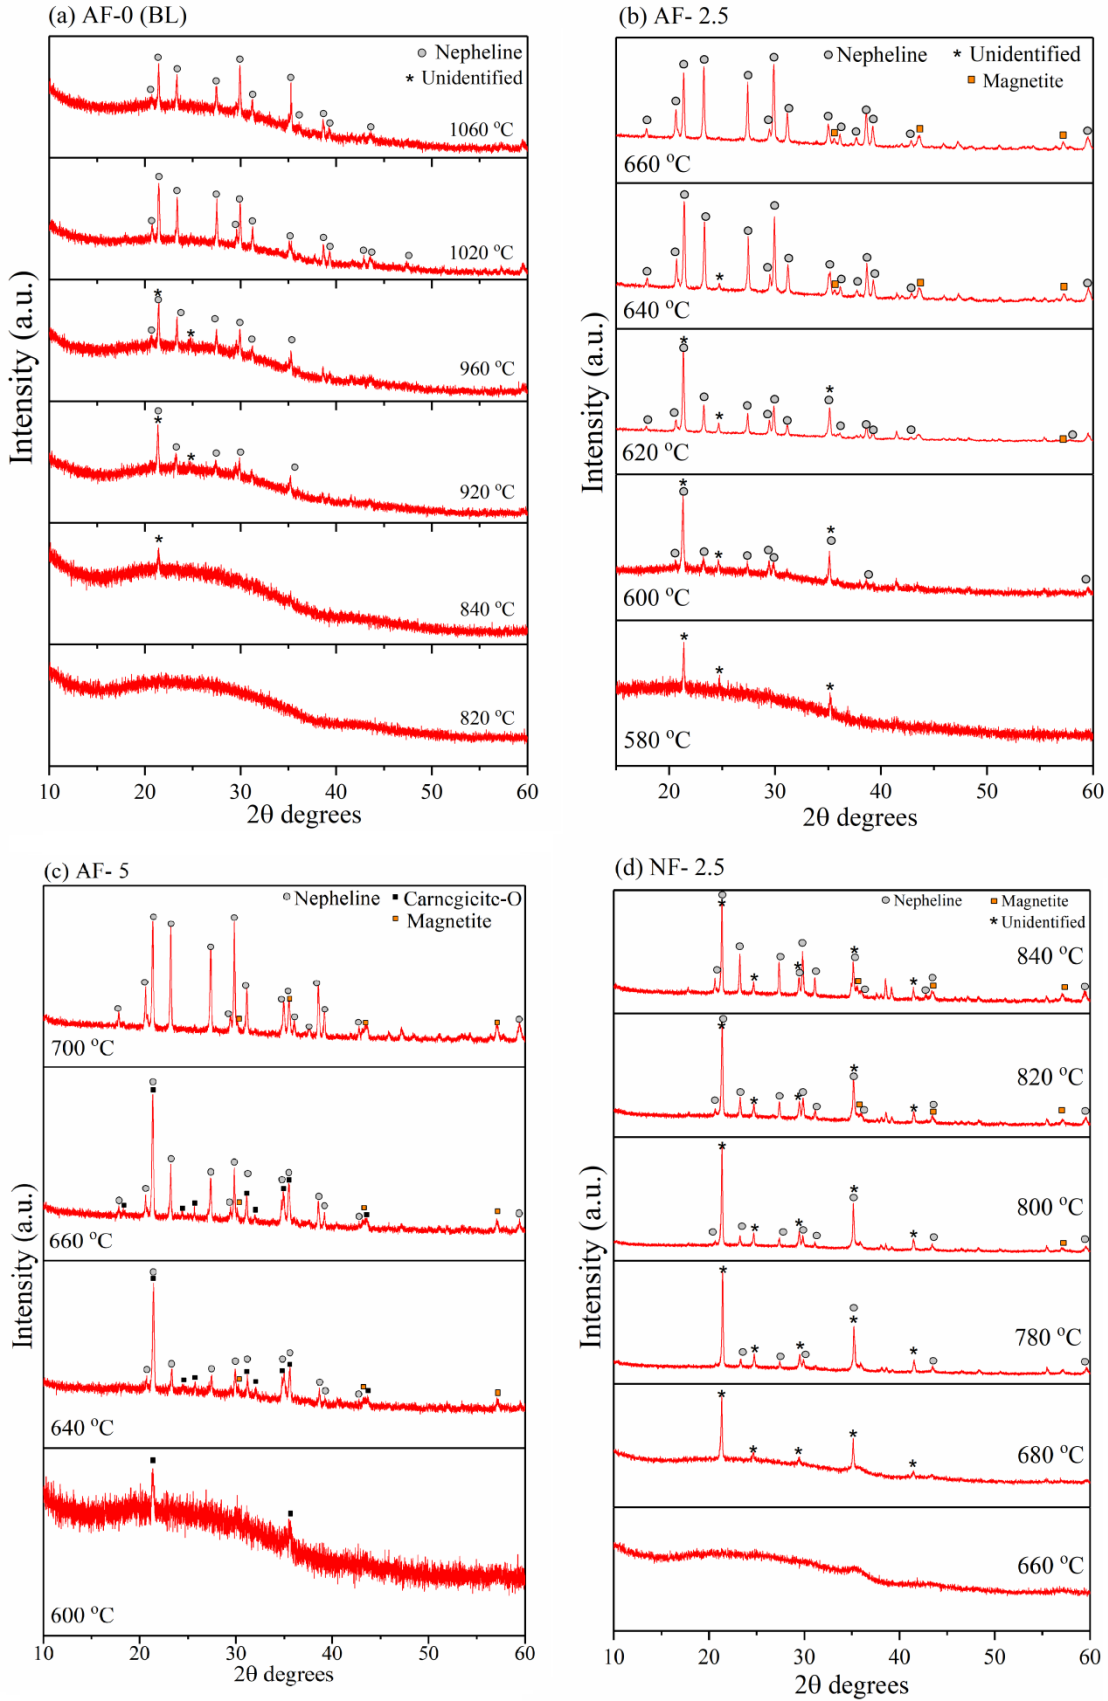 (a) AF-0 (BL)
Nepheline
* Unidentified
1060 °C
1020 °C
960 °C
920 °C
840 °C
820 °C
Intensity (a.u.)
10 20 30 40 50 60
2θ degrees
(b) AF- 2.5
Nepheline * Unidentified
Magnetite
660 °C
640 °C
620 °C
600 °C
580 °C
Intensity (a.u.)
20 30 40 50 60
2θ degrees
(c) AF- 5
Nepheline Carnegieite-O
Magnetite
700 °C
660 °C
640 °C
600 °C
Intensity (a.u.)
10 20 30 40 50 60
2θ degrees
(d) NF- 2.5
Nepheline Magnetite
* Unidentified
840 °C
820 °C
800 °C
780 °C
680 °C
660 °C
Intensity (a.u.)
10 20 30 40 50 60
2θ degrees